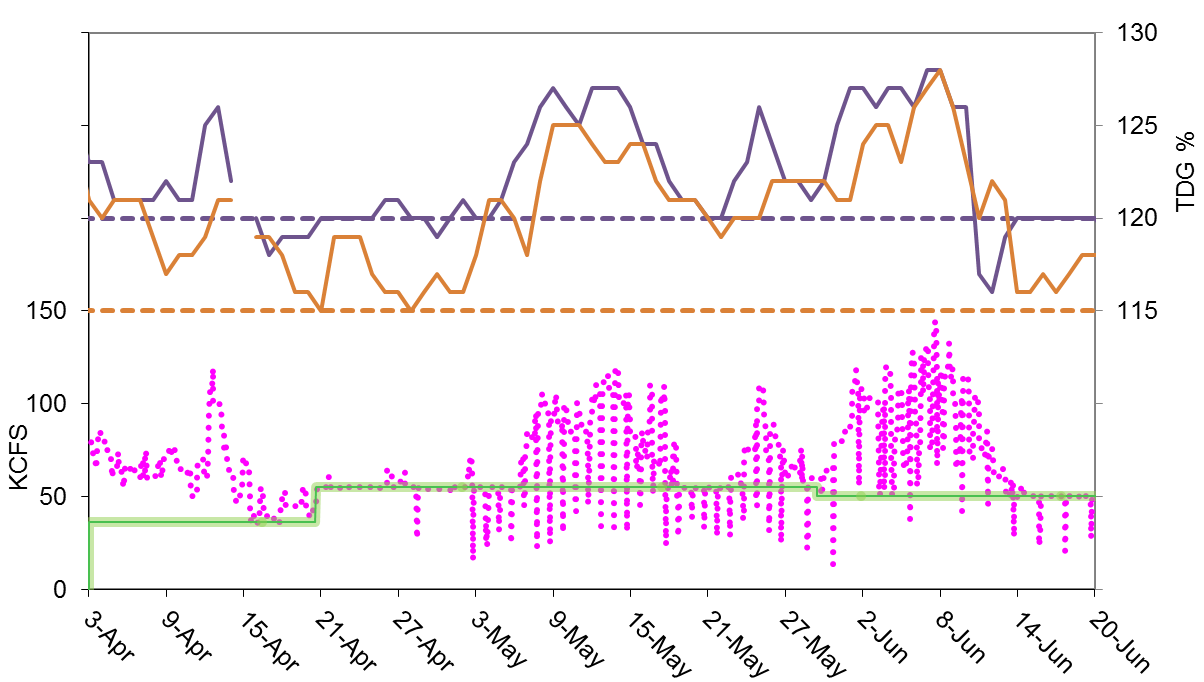 130
125
120
115
TDG %
150
100
50
0
KCFS
3-Apr
9-Apr
15-Apr
21-Apr
27-Apr
3-May
9-May
15-May
21-May
27-May
2-Jun
8-Jun
14-Jun
20-Jun